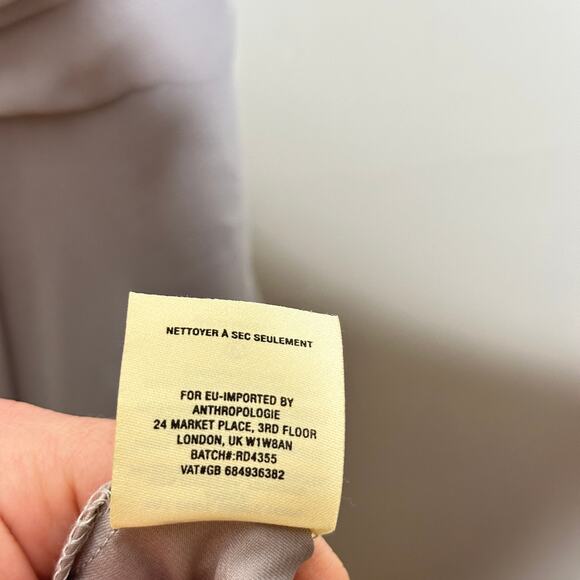 NETTOYER À SEC SEULEMENT
FOR EU-IMPORTED BY
ANTHROPOLOGIE
24 MARKET PLACE, 3RD FLOOR
LONDON, UK W1W8AN
BATCH#:RD4355
VAT#GB 684936382